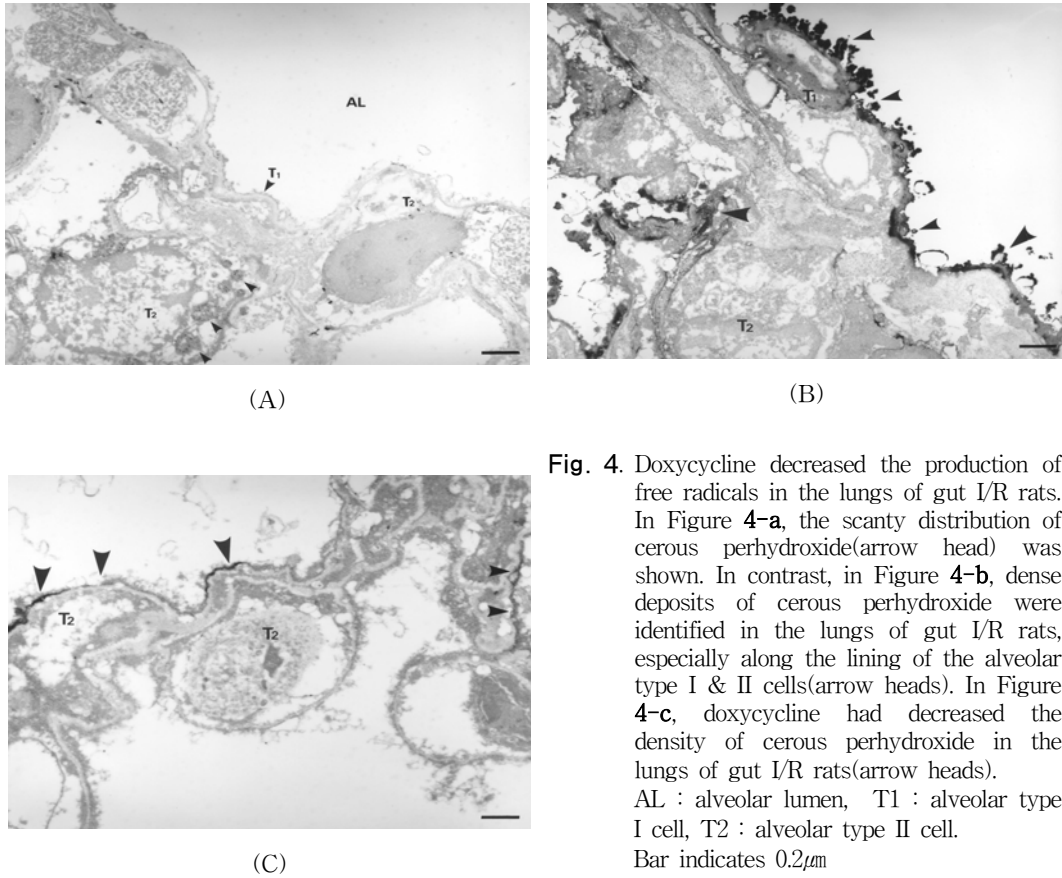 AL
T1
T2
T2
(A)
T1
T2
(B)
T2
T2
(C)
Fig. 4. Doxycycline decreased the production of
free radicals in the lungs of gut I/R rats.
In Figure 4-a, the scanty distribution of
cerous perhydroxide(arrow head) was
shown. In contrast, in Figure 4-b, dense
deposits of cerous perhydroxide were
identified in the lungs of gut I/R rats,
especially along the lining of the alveolar
type I & II cells(arrow heads). In Figure
4-c, doxycycline had decreased the
density of cerous perhydroxide in the
lungs of gut I/R rats(arrow heads).
AL : alveolar lumen, T1 : alveolar type
I cell, T2 : alveolar type II cell.
Bar indicates 0.2μm